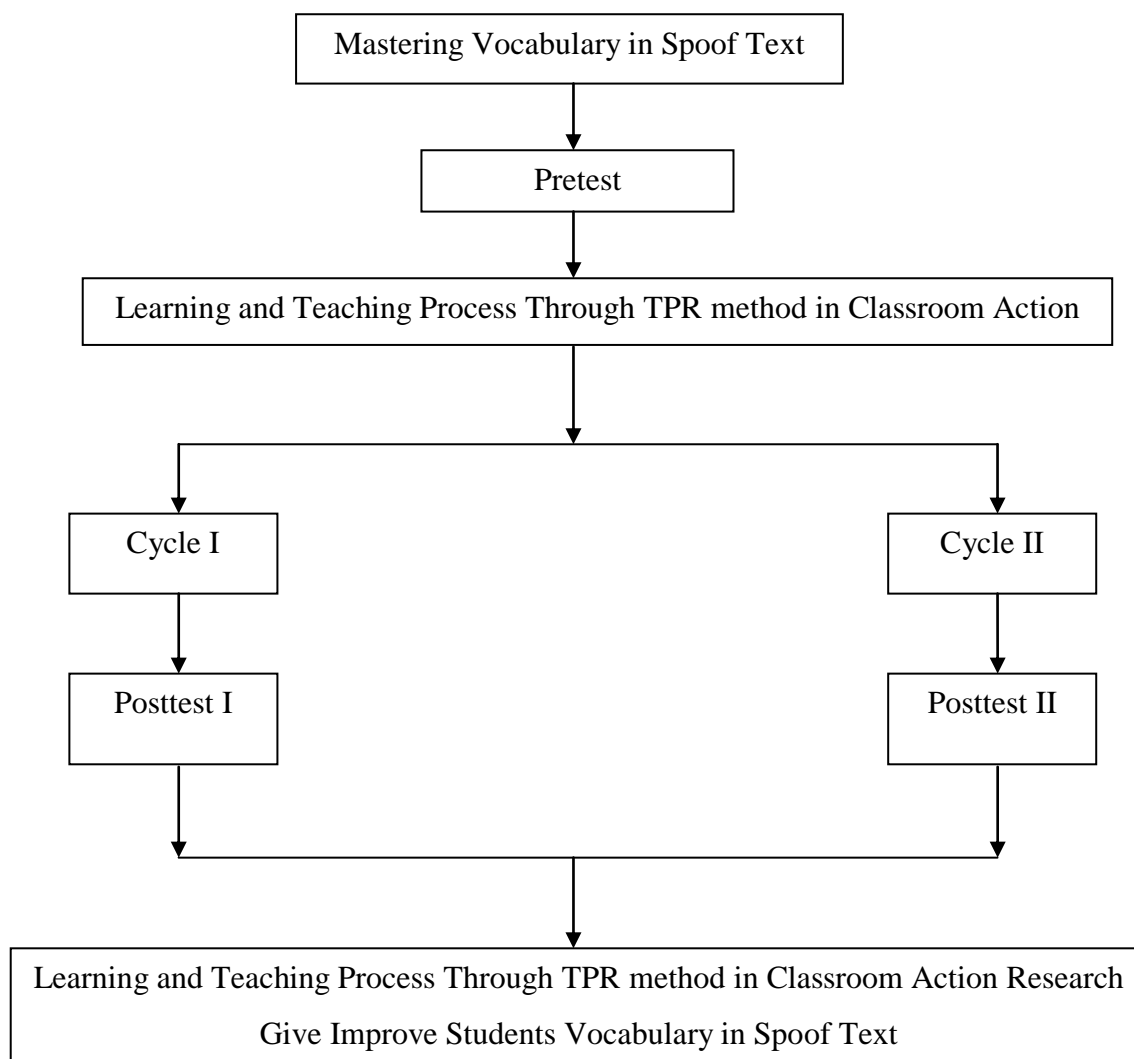 Mastering Vocabulary in Spoof Text
Pretest
Learning and Teaching Process Through TPR method in Classroom Action
Cycle I
Cycle II
Posttest I
Posttest II
Learning and Teaching Process Through TPR method in Classroom Action Research
Give Improve Students Vocabulary in Spoof Text